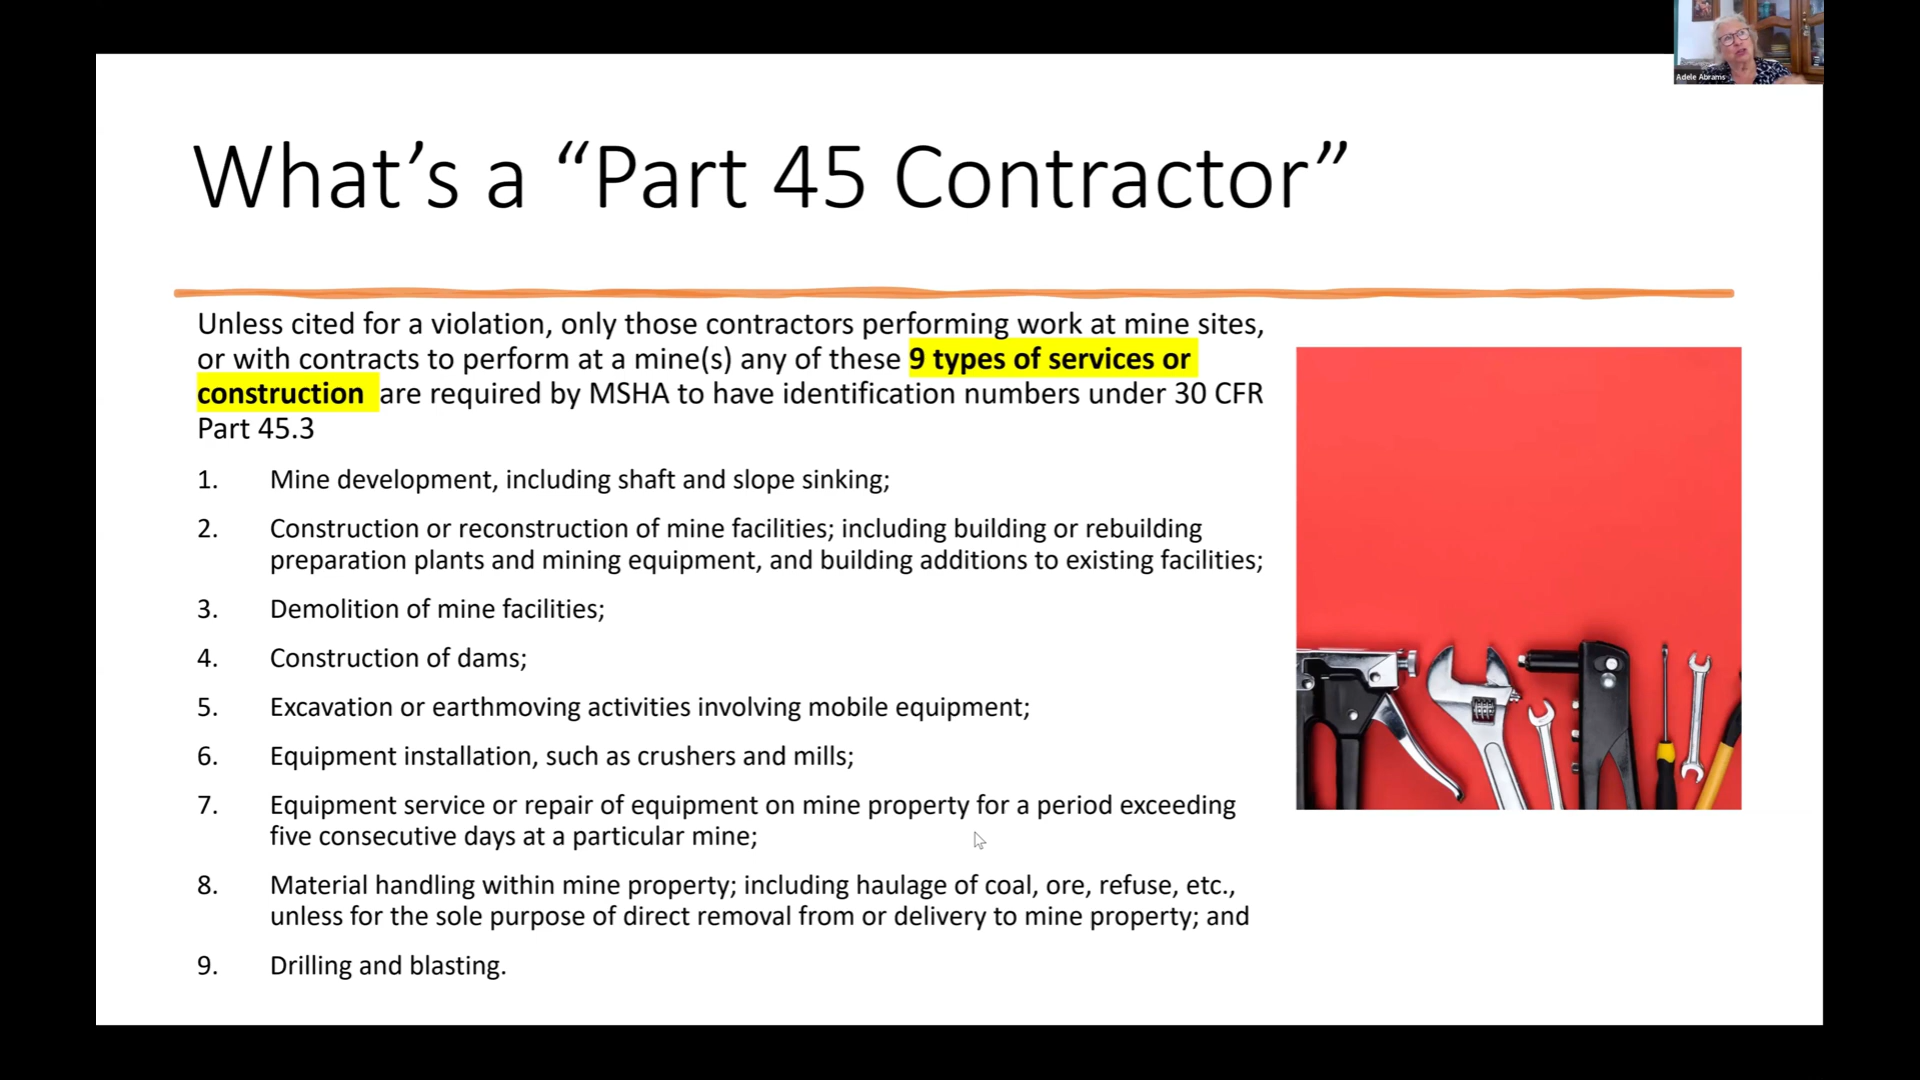 Adele Abrams
What’s a “Part 45 Contractor”
Unless cited for a violation, only those contractors performing work at mine sites,
or with contracts to perform at a mine(s) any of these 9 types of services or
construction are required by MSHA to have identification numbers under 30 CFR
Part 45.3
1. Mine development, including shaft and slope sinking;
2. Construction or reconstruction of mine facilities; including building or rebuilding
preparation plants and mining equipment, and building additions to existing facilities;
3. Demolition of mine facilities;
4. Construction of dams;
5. Excavation or earthmoving activities involving mobile equipment;
6. Equipment installation, such as crushers and mills;
7. Equipment service or repair of equipment on mine property for a period exceeding
five consecutive days at a particular mine;
8. Material handling within mine property; including haulage of coal, ore, refuse, etc.,
unless for the sole purpose of direct removal from or delivery to mine property; and
9. Drilling and blasting.